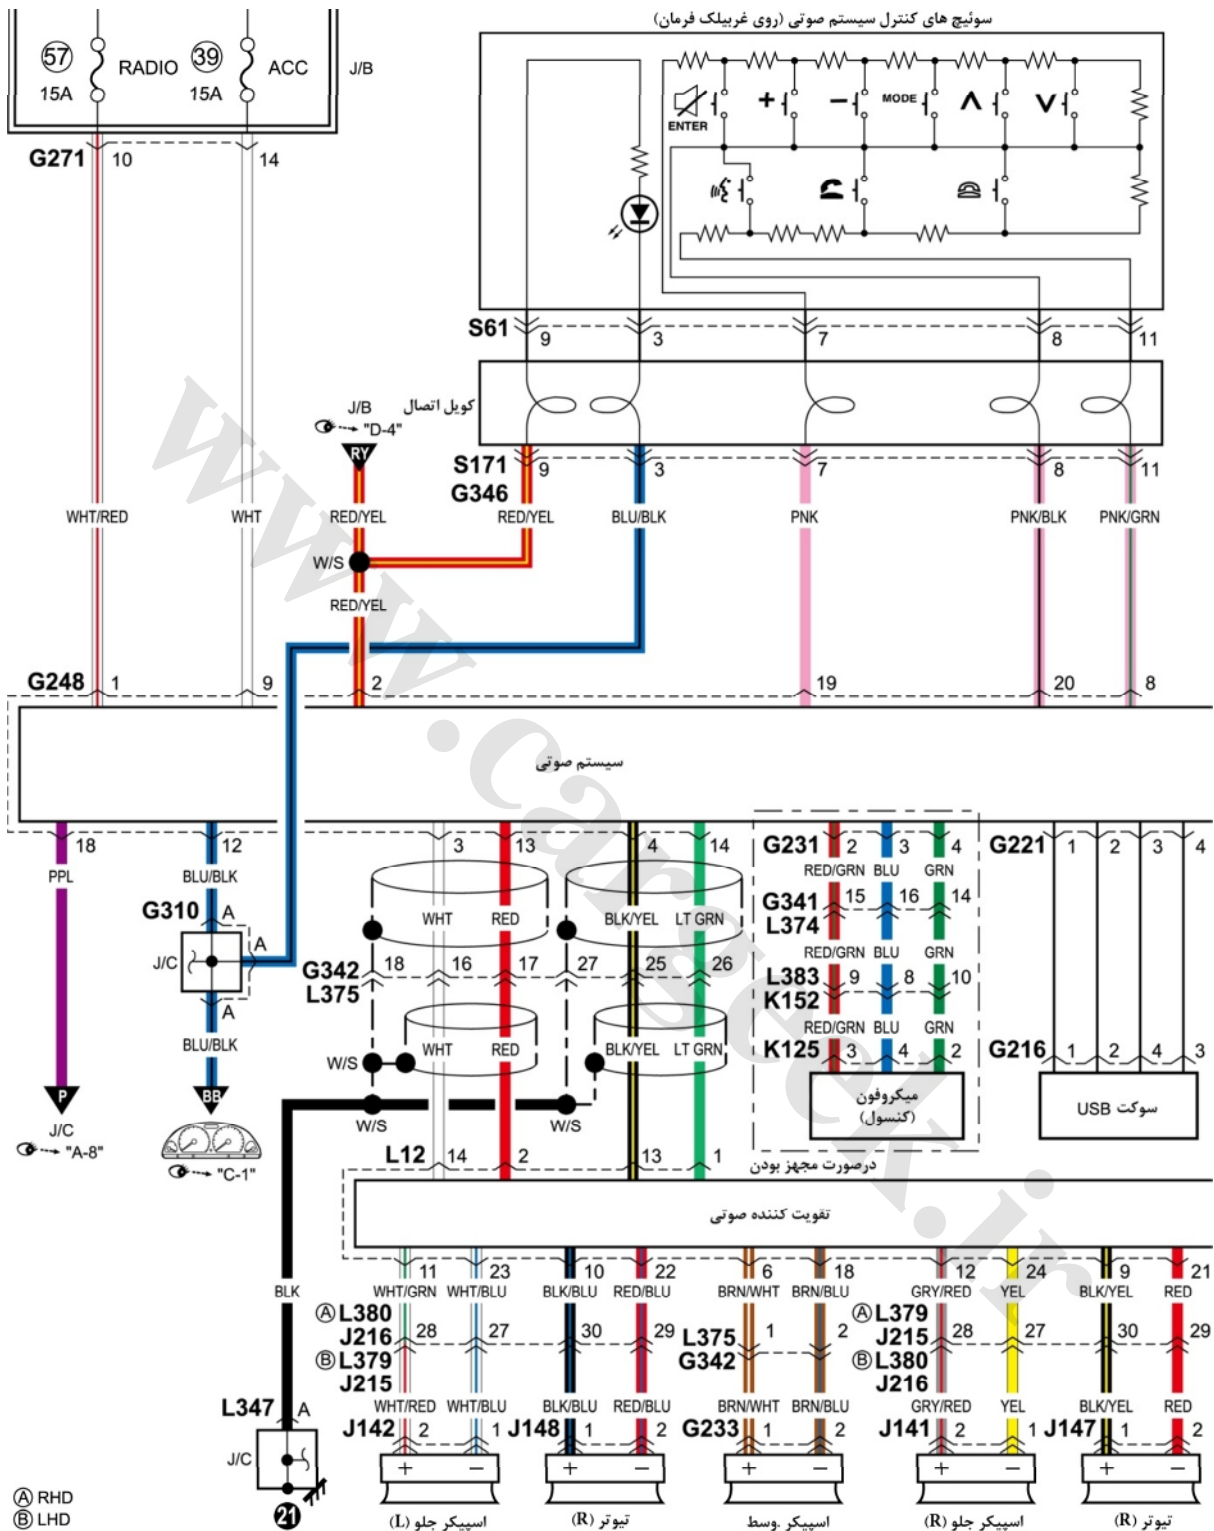 سوئیچ های کنترل سیستم صوتی (روی غربیلک فرمان)
57 RADIO 39 ACC J/B
15A 15A
ENTER + − MODE
G271 10 14
S61 9 3 7 8 11
کویل اتصال
J/B
"D-4"
RY
S171 9 3 7 8 11
G346
WHT/RED WHT RED/YEL RED/YEL BLU/BLK PNK PNK/BLK PNK/GRN
W/S
RED/YEL
G248 1 9 2 19 20 8
سیستم صوتی
18 12 3 13 4 14
G231 2 3 4
G221 1 2 3 4
PPL BLU/BLK
RED/GRN BLU GRN
G341 15 16 14
L374
G310 A
A
J/C
A
WHT RED BLK/YEL LT GRN
RED/GRN BLU GRN
G342 18 16 17 27 25 26
L375
L383 9 8 10
K152
BLU/BLK
RED/GRN BLU GRN
W/S WHT RED BLK/YEL LT GRN
K125 3 4 2
G216 1 2 4 3
P BB
W/S W/S
میکروفون
(کنسول)
سوکت USB
J/C
"A-8"
"C-1"
L12 14 2 13 1
درصورت مجهز بودن
تقویت کننده صوتی
11 23 10 22 6 18 12 24 9 21
BLK WHT/GRN WHT/BLU BLK/BLU RED/BLU BRN/WHT BRN/BLU GRY/RED YEL BLK/YEL RED
A L380
J216 28 27 30 29
B L379
J215
L375 1 2
G342
A L379
J215 28 27 30 29
B L380
J216
WHT/RED WHT/BLU BLK/BLU RED/BLU BRN/WHT BRN/BLU GRY/RED YEL BLK/YEL RED
L347 A
J142 2 1 J148 1 2 G233 1 2 J141 2 1 J147 1 2
J/C
+ − + − + − + − + −
21
اسپیکر جلو (L) تیوتر (R) اسپیکر .وسط اسپیکر جلو (R) تیوتر (R)
A RHD
B LHD
www.cargeek.ir